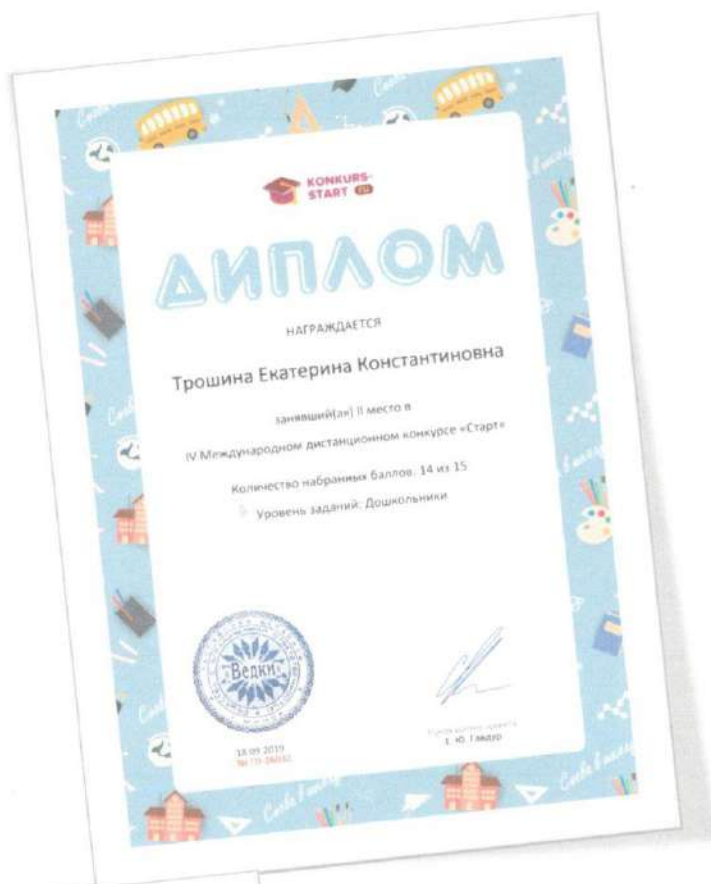 KONKURS-
START RU
ДИПЛОМ
НАГРАЖДАЕТСЯ
Трошина Екатерина Константиновна
занявший(ая) II место в
IV Международном дистанционном конкурсе «Старт»
Количество набранных баллов: 14 из 15
Уровень заданий: Дошкольники
Ведки
18.09.2019